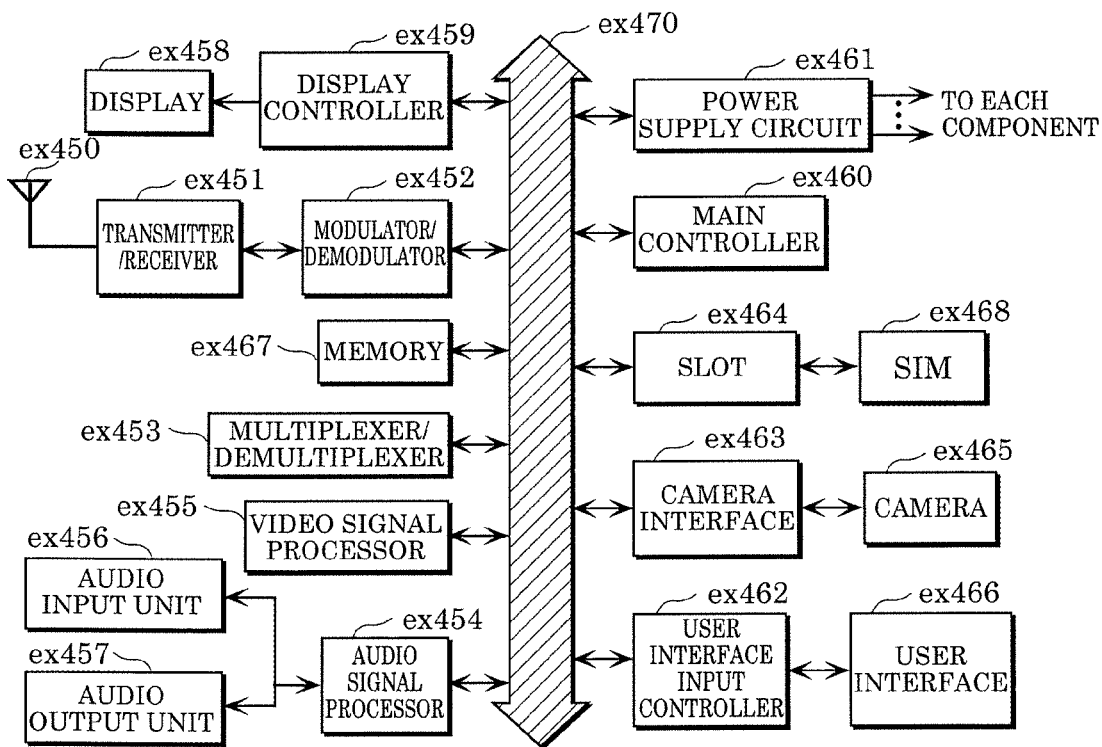 ex470
ex459
ex458
DISPLAY
DISPLAY
CONTROLLER
ex461
POWER
SUPPLY CIRCUIT
TO EACH
COMPONENT
ex450
ex451
TRANSMITTER
/RECEIVER
ex452
MODULATOR/
DEMODULATOR
ex460
MAIN
CONTROLLER
ex467
MEMORY
ex464
SLOT
ex468
SIM
ex453
MULTIPLEXER/
DEMULTIPLEXER
ex463
CAMERA
INTERFACE
ex465
CAMERA
ex455
VIDEO SIGNAL
PROCESSOR
ex456
AUDIO
INPUT UNIT
ex454
AUDIO
SIGNAL
PROCESSOR
ex457
AUDIO
OUTPUT UNIT
ex462
USER
INTERFACE
INPUT
CONTROLLER
ex466
USER
INTERFACE